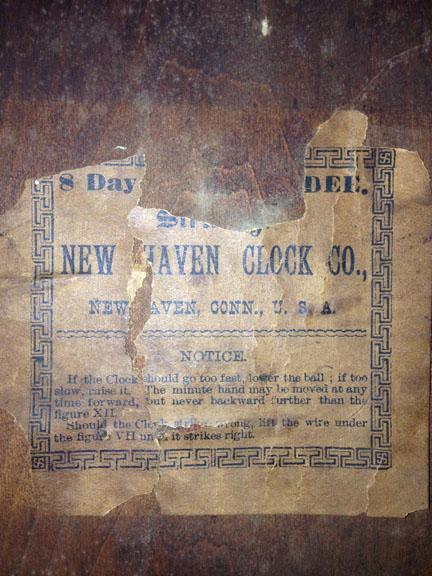 8 Day DEE.
NEW HAVEN CLOCK CO.,
NEW HAVEN, CONN., U. S. A.
NOTICE.
If the Clock should go too fast, lower the ball ; if too
slow, raise it. The minute hand may be moved at any
time forward, but never backward further than the
figure XII.
Should the Clock strike wrong, lift the wire under
the figure VII until it strikes right.